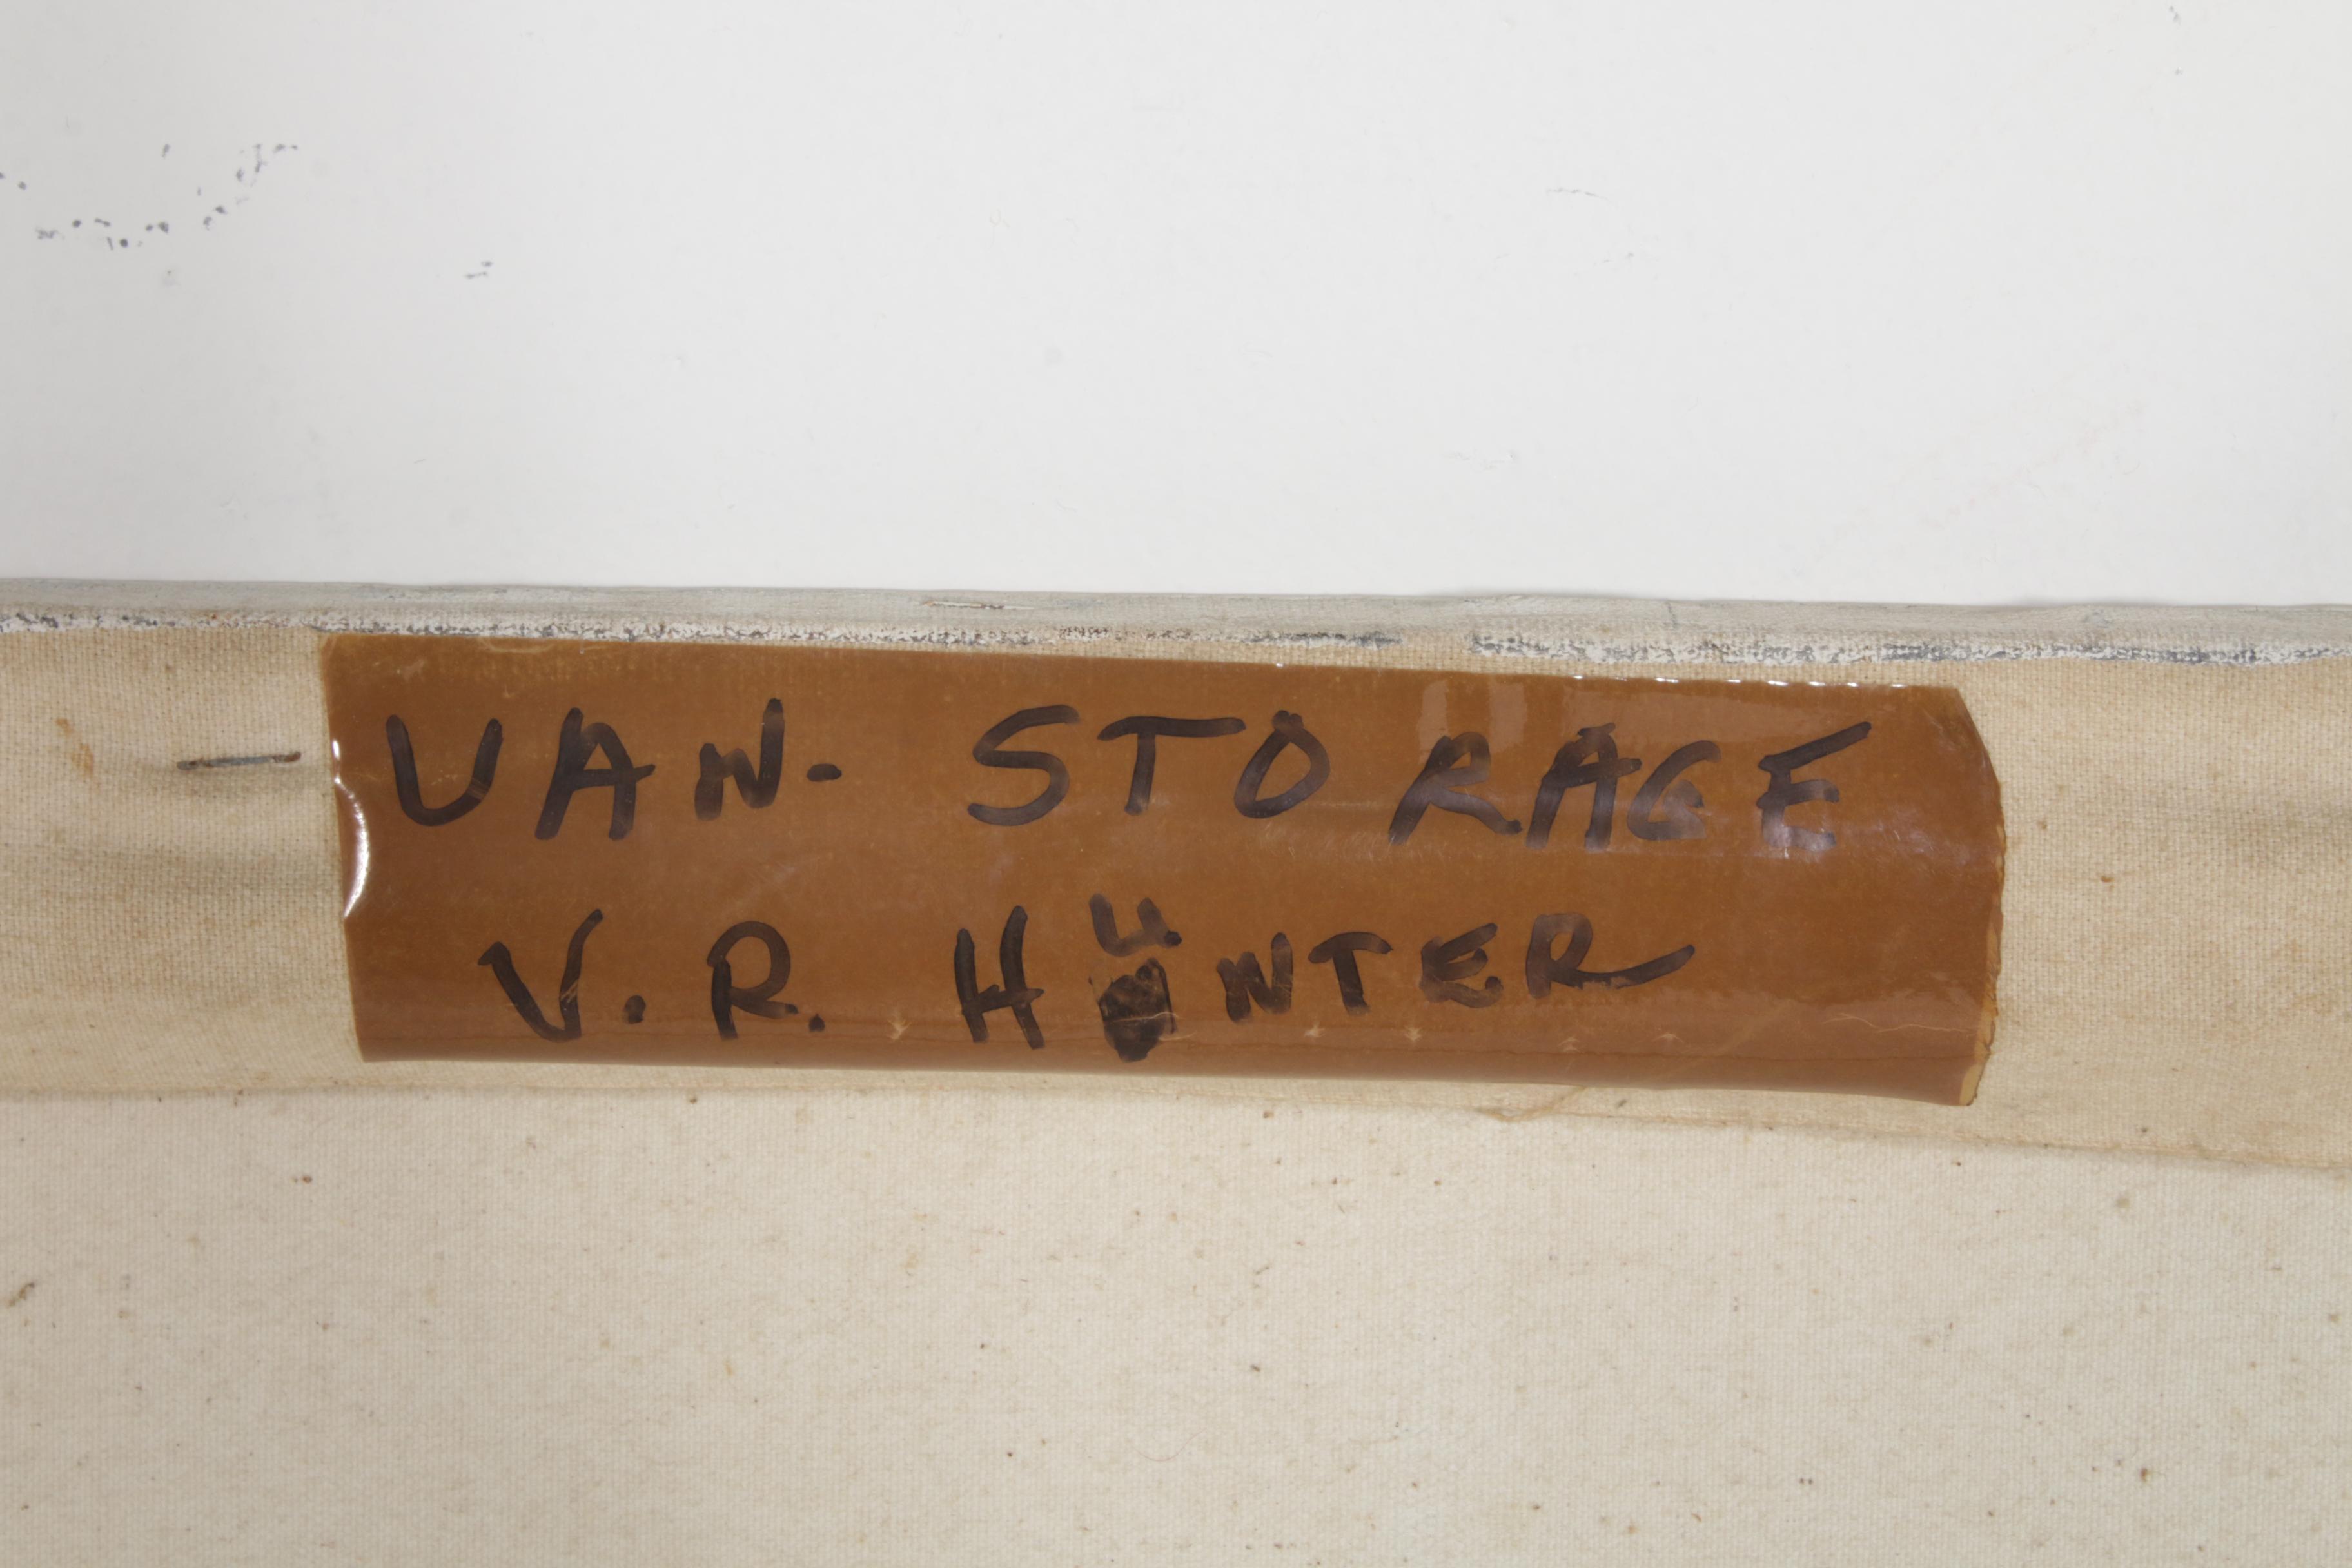 VAN- STORAGE
V. R. HUNTER